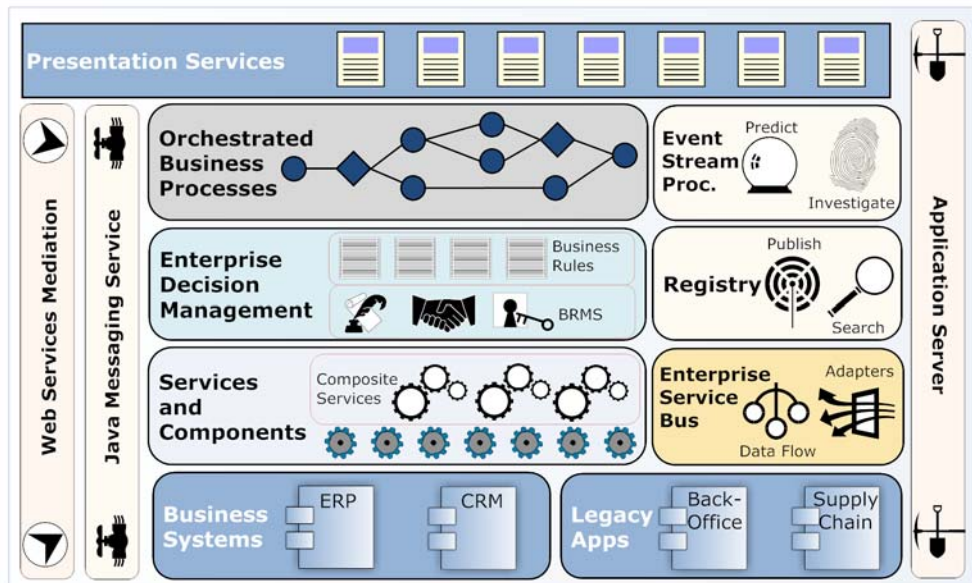 Presentation Services
Web Services Mediation
Java Messaging Service
Orchestrated
Business
Processes
Event
Stream
Proc.
Predict
Investigate
Enterprise
Decision
Management
Business
Rules
BRMS
Registry
Publish
Search
Services
and
Components
Composite
Services
Enterprise
Service
Bus
Adapters
Data Flow
Business
Systems
ERP
CRM
Legacy
Apps
Back-
Office
Supply
Chain
Application Server